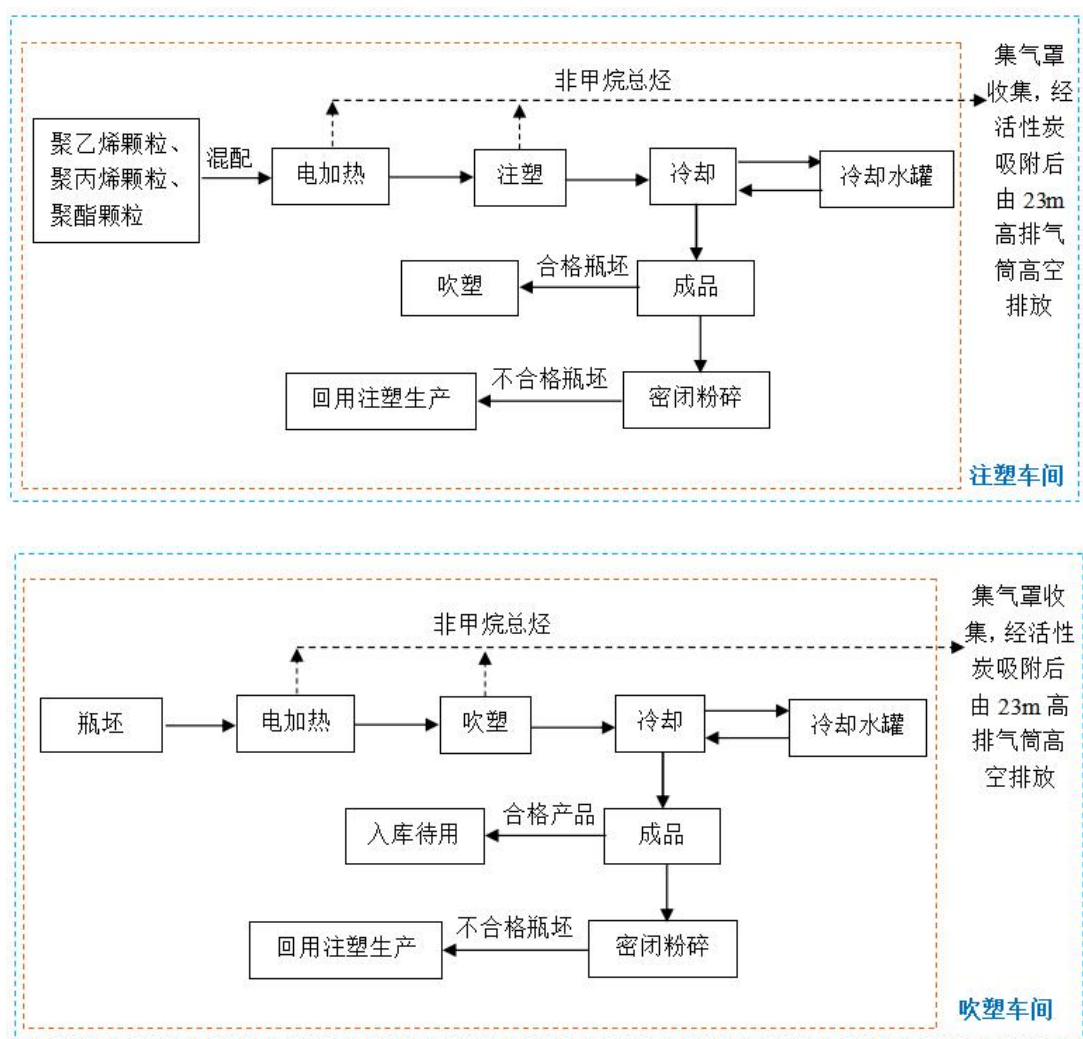 非甲烷总烃
集气罩
收集，经
活性炭
吸附后
由 23m
高排气
筒高空
排放
聚乙烯颗粒、
聚丙烯颗粒、
聚酯颗粒
混配
电加热
注塑
冷却
冷却水罐
吹塑
合格瓶坯
成品
回用注塑生产
不合格瓶坯
密闭粉碎
注塑车间
非甲烷总烃
集气罩收
集，经活性
炭吸附后
由 23m 高
排气筒高
空排放
瓶坯
电加热
吹塑
冷却
冷却水罐
入库待用
合格产品
成品
回用注塑生产
不合格瓶坯
密闭粉碎
吹塑车间